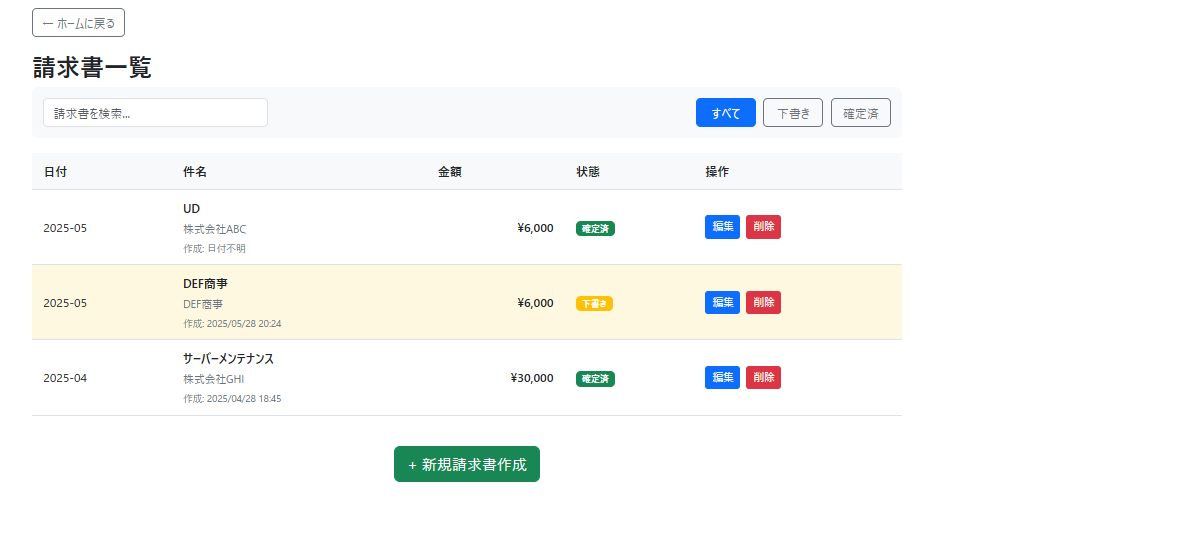 ← ホームに戻る
請求書一覧
請求書を検索... すべて 下書き 確定済
日付 件名 金額 状態 操作
UD
2025-05 株式会社ABC ¥6,000 確定済 編集 削除
作成: 日付不明
DEF商事
2025-05 DEF商事 ¥6,000 下書き 編集 削除
作成: 2025/05/28 20:24
サーバーメンテナンス
2025-04 株式会社GHI ¥30,000 確定済 編集 削除
作成: 2025/04/28 18:45
+ 新規請求書作成